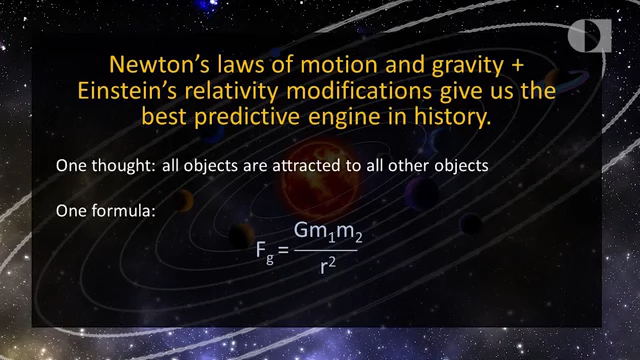 Newton’s laws of motion and gravity +
Einstein’s relativity modifications give us the
best predictive engine in history.
One thought: all objects are attracted to all other objects
One formula:
F_g = Gm₁m₂ / r²